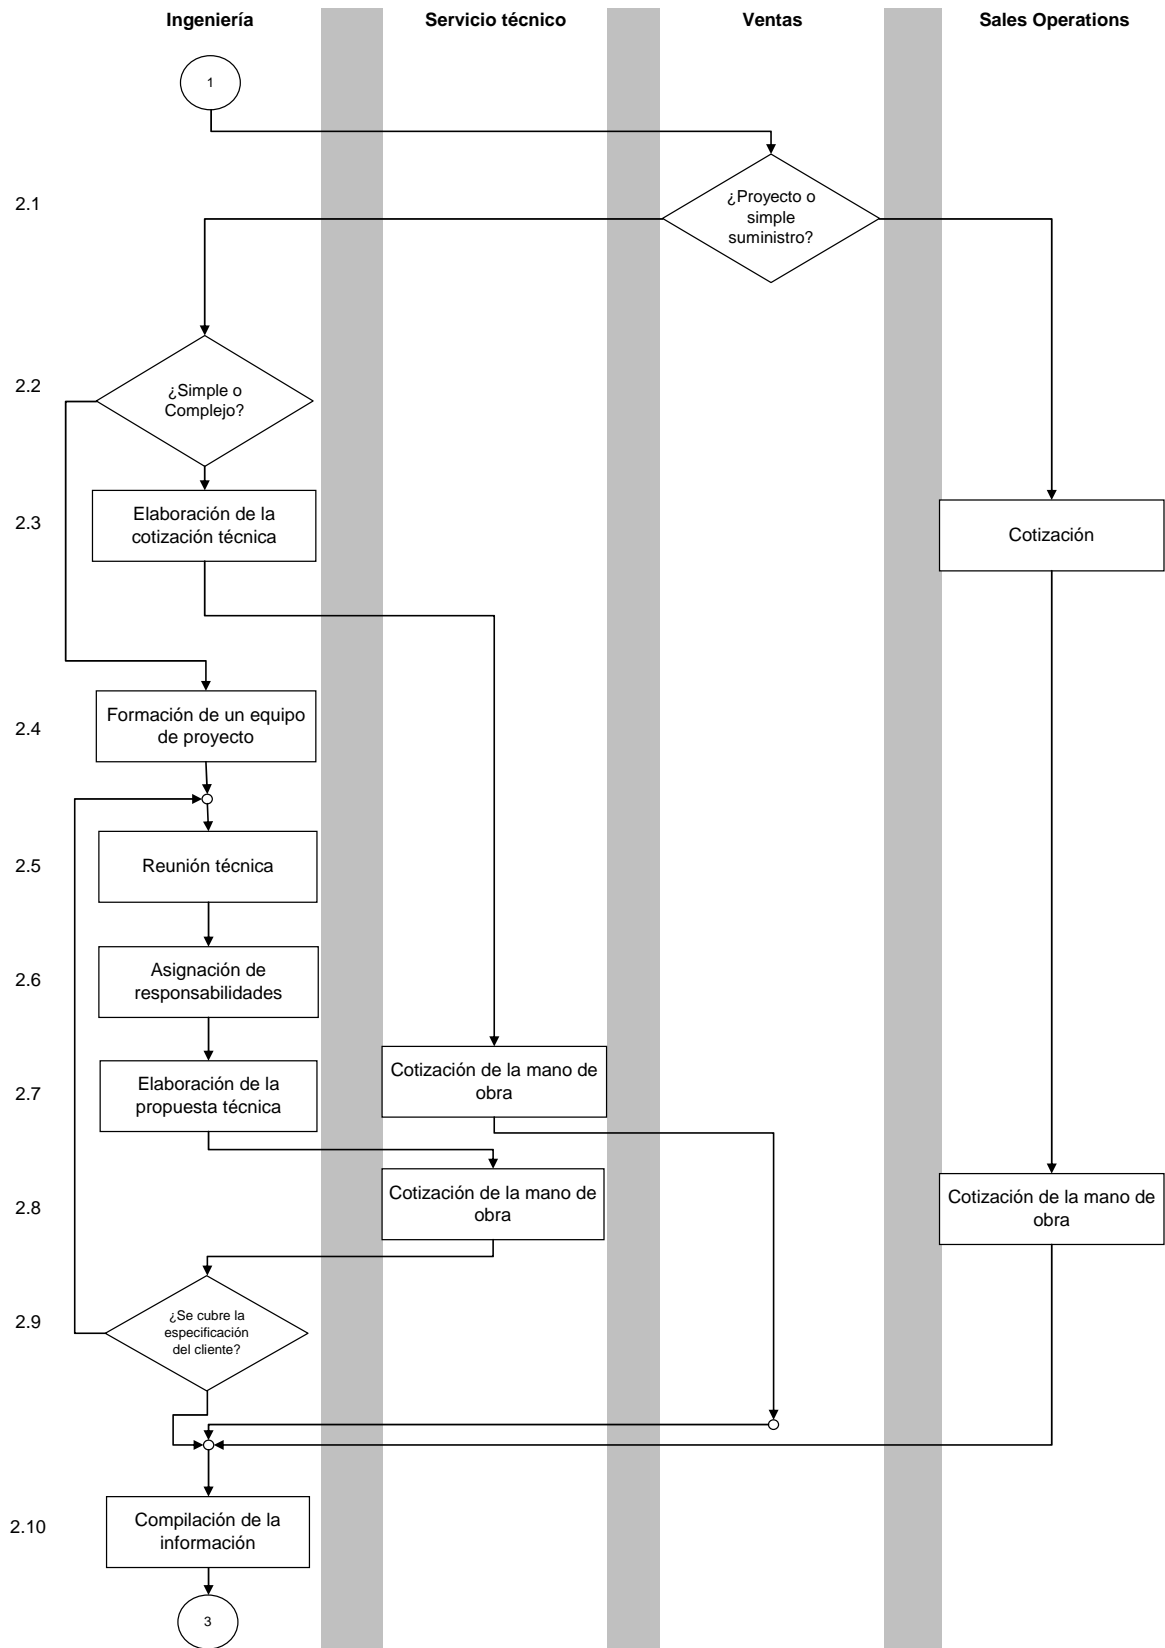 Ingeniería
Servicio técnico
Ventas
Sales Operations
1
2.1
¿Proyecto o
simple
suministro?
2.2
¿Simple o
Complejo?
2.3
Elaboración de la
cotización técnica
Cotización
2.4
Formación de un equipo
de proyecto
2.5
Reunión técnica
2.6
Asignación de
responsabilidades
2.7
Elaboración de la
propuesta técnica
Cotización de la mano de
obra
2.8
Cotización de la mano de
obra
Cotización de la mano de
obra
2.9
¿Se cubre la
especificación
del cliente?
2.10
Compilación de la
información
3